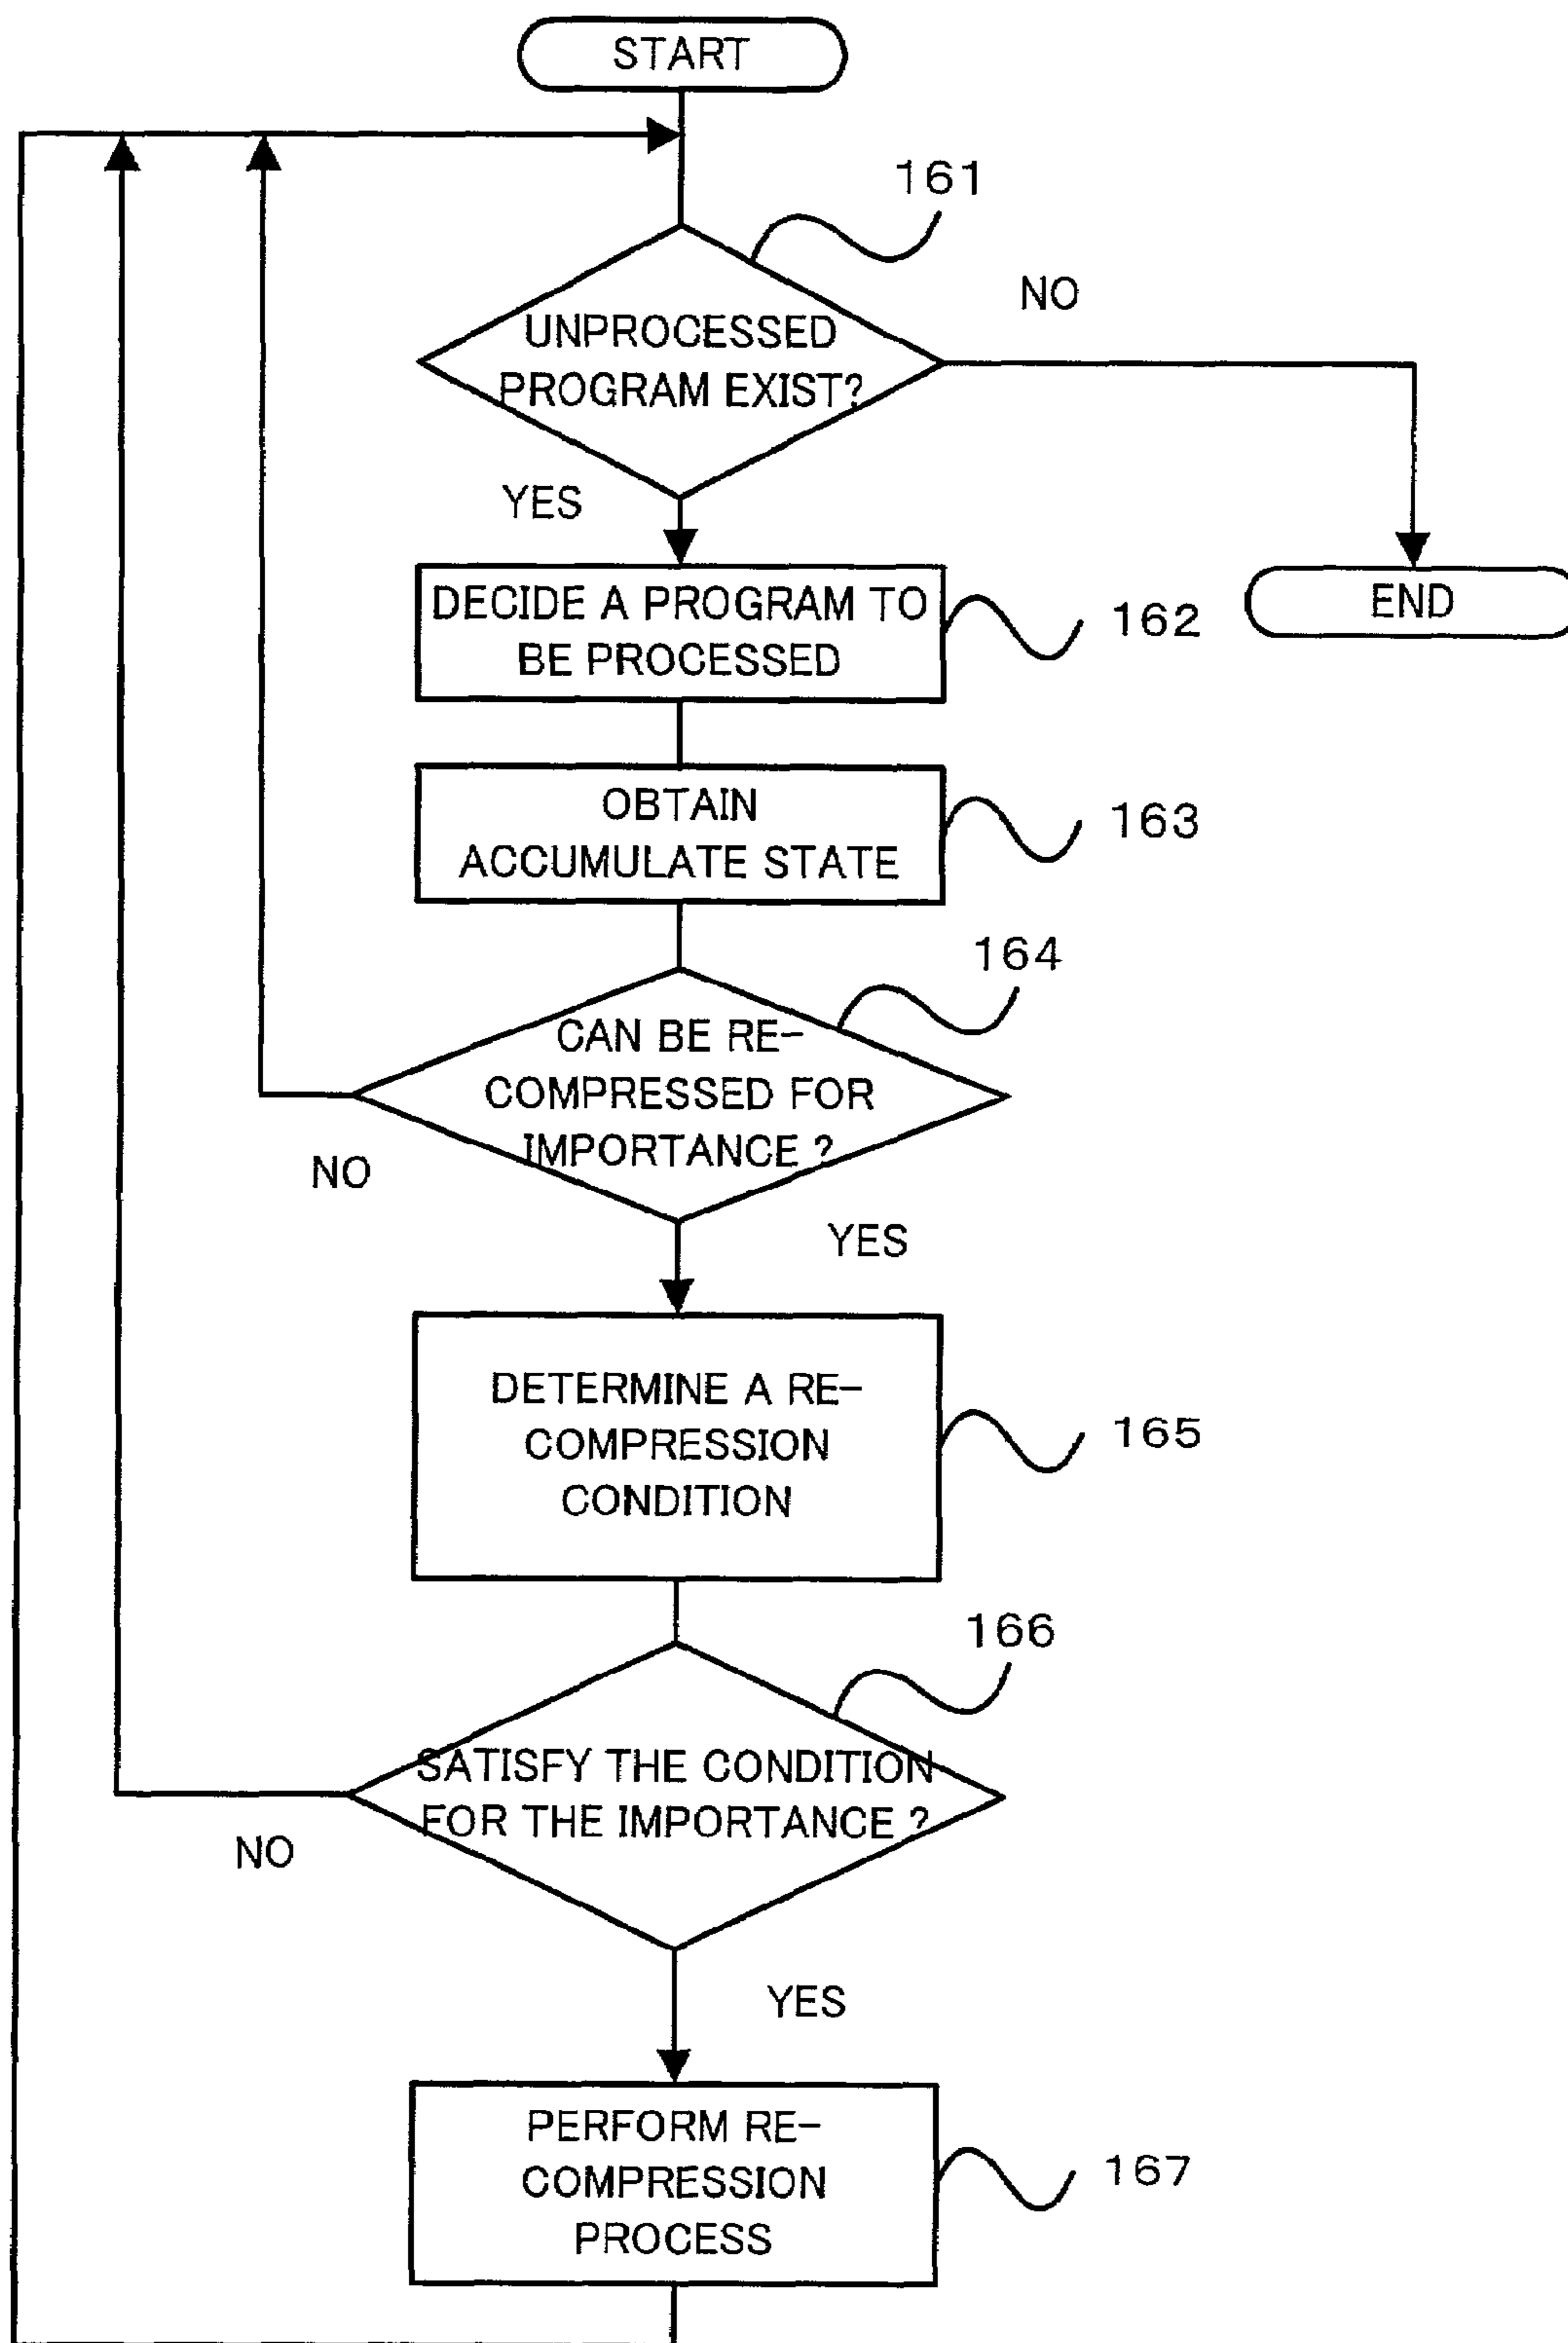 START
161
NO
UNPROCESSED
PROGRAM EXIST?
YES
DECIDE A PROGRAM TO
BE PROCESSED
162
END
OBTAIN
ACCUMULATE STATE
163
164
CAN BE RE-
COMPRESSED FOR
IMPORTANCE ?
NO
YES
DETERMINE A RE-
COMPRESSION
CONDITION
165
166
SATISFY THE CONDITION
FOR THE IMPORTANCE ?
NO
YES
PERFORM RE-
COMPRESSION
PROCESS
167